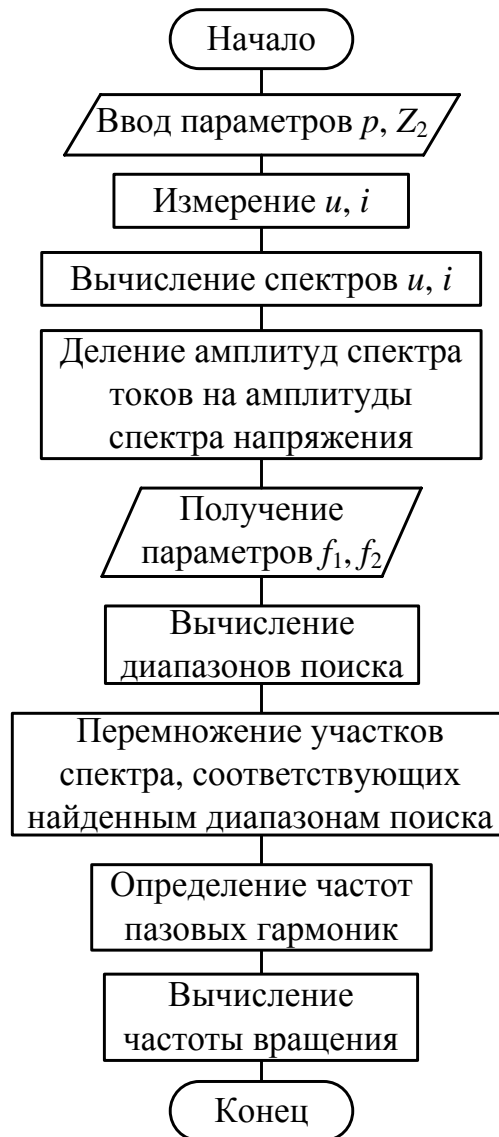 Начало
Ввод параметров p, Z₂
Измерение u, i
Вычисление спектров u, i
Деление амплитуд спектра
токов на амплитуды
спектра напряжения
Получение
параметров f₁, f₂
Вычисление
диапазонов поиска
Перемножение участков
спектра, соответствующих
найденным диапазонам поиска
Определение частот
пазовых гармоник
Вычисление
частоты вращения
Конец